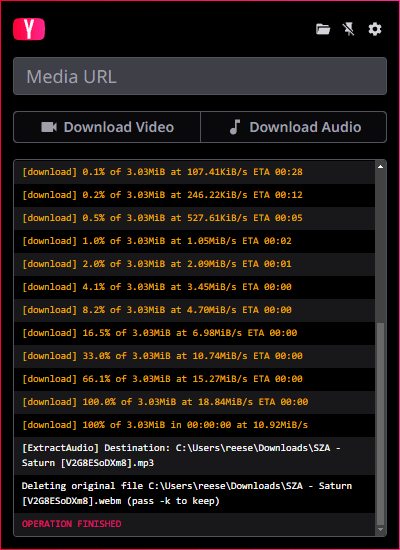 Y
Media URL
Download Video
Download Audio
[download] 0.1% of 3.03MiB at 107.41KiB/s ETA 00:28
[download] 0.2% of 3.03MiB at 246.22KiB/s ETA 00:12
[download] 0.5% of 3.03MiB at 527.61KiB/s ETA 00:05
[download] 1.0% of 3.03MiB at 1.05MiB/s ETA 00:02
[download] 2.0% of 3.03MiB at 2.09MiB/s ETA 00:01
[download] 4.1% of 3.03MiB at 3.45MiB/s ETA 00:00
[download] 8.2% of 3.03MiB at 4.70MiB/s ETA 00:00
[download] 16.5% of 3.03MiB at 6.98MiB/s ETA 00:00
[download] 33.0% of 3.03MiB at 10.74MiB/s ETA 00:00
[download] 66.1% of 3.03MiB at 15.27MiB/s ETA 00:00
[download] 100.0% of 3.03MiB at 18.84MiB/s ETA 00:00
[download] 100% of 3.03MiB in 00:00:00 at 10.92MiB/s
[ExtractAudio] Destination: C:\Users\reese\Downloads\SZA -
Saturn [V2G8ESoDXm8].mp3
Deleting original file C:\Users\reese\Downloads\SZA - Saturn
[V2G8ESoDXm8].webm (pass -k to keep)
OPERATION FINISHED